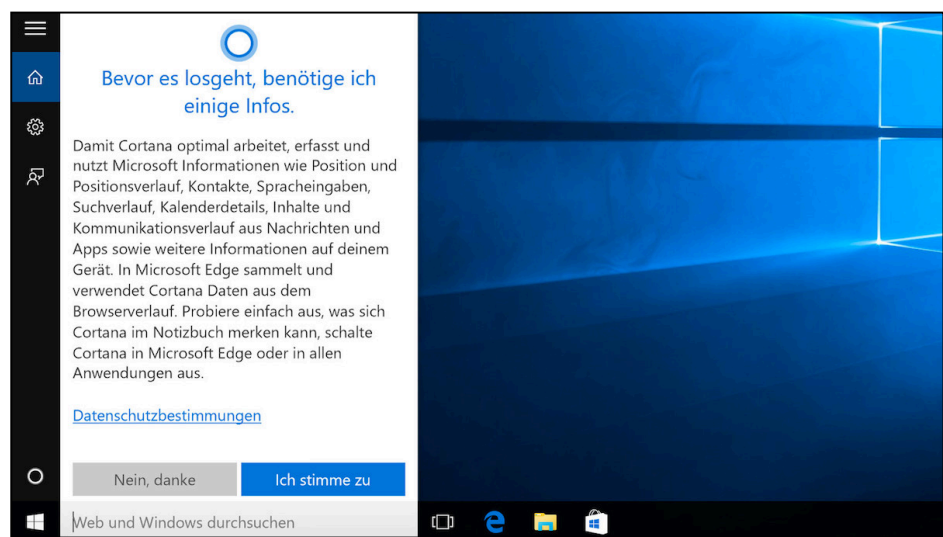 Bevor es losgeht, benötige ich
einige Infos.
Damit Cortana optimal arbeitet, erfasst und
nutzt Microsoft Informationen wie Position und
Positionsverlauf, Kontakte, Spracheingaben,
Suchverlauf, Kalenderdetails, Inhalte und
Kommunikationsverlauf aus Nachrichten und
Apps sowie weitere Informationen auf deinem
Gerät. In Microsoft Edge sammelt und
verwendet Cortana Daten aus dem
Browserverlauf. Probiere einfach aus, was sich
Cortana im Notizbuch merken kann, schalte
Cortana in Microsoft Edge oder in allen
Anwendungen aus.
Datenschutzbestimmungen
Nein, danke Ich stimme zu
Web und Windows durchsuchen